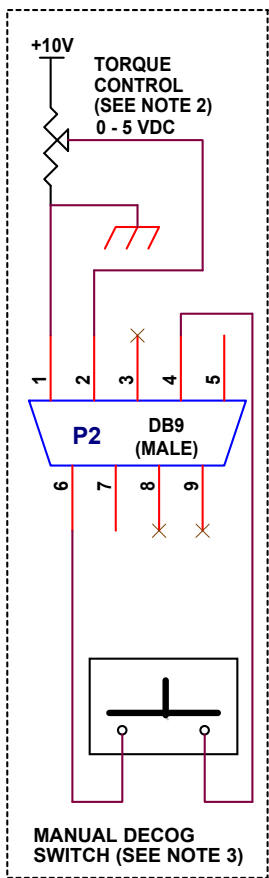 +10V
TORQUE
CONTROL
(SEE NOTE 2)
0 - 5 VDC
1
2
3
4
5
P2
DB9
(MALE)
6
7
8
9
MANUAL DECOG
SWITCH (SEE NOTE 3)